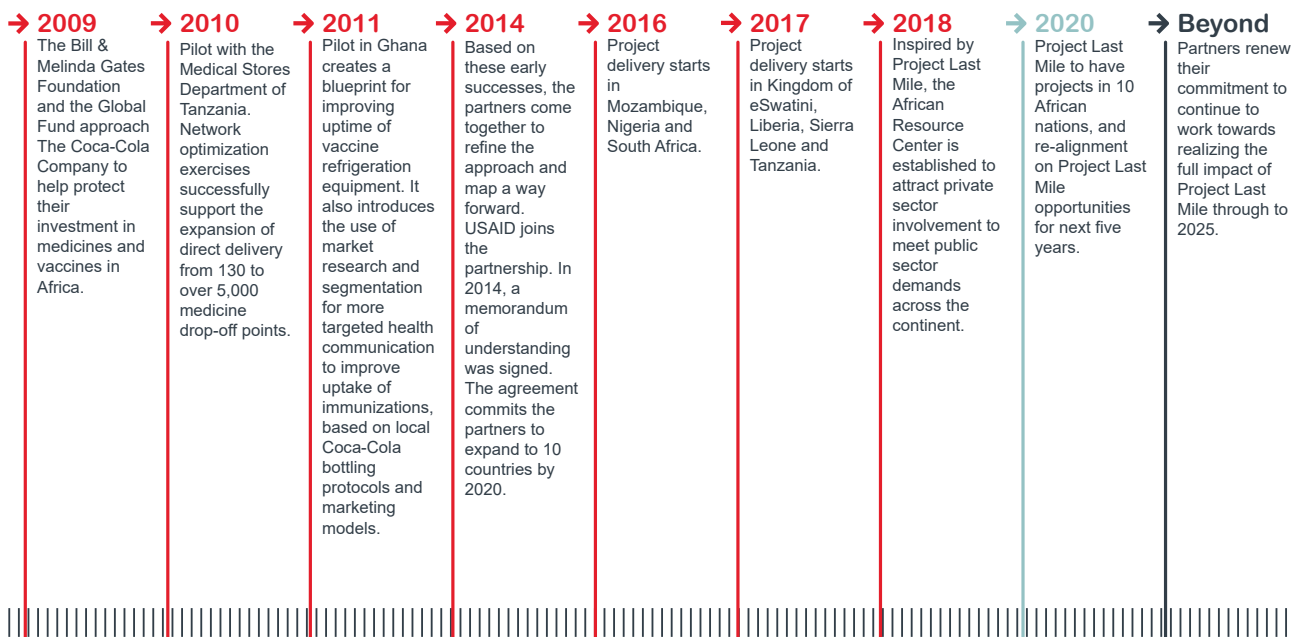 2009
The Bill &
Melinda Gates
Foundation
and the Global
Fund approach
The Coca-Cola
Company to
help protect
their
investment in
medicines and
vaccines in
Africa.
2010
Pilot with the
Medical Stores
Department of
Tanzania.
Network
optimization
exercises
successfully
support the
expansion of
direct delivery
from 130 to
over 5,000
medicine
drop-off points.
2011
Pilot in Ghana
creates a
blueprint for
improving
uptime of
vaccine
refrigeration
equipment. It
also introduces
the use of
market
research and
segmentation
for more
targeted health
communication
to improve
uptake of
immunizations,
based on local
Coca-Cola
bottling
protocols and
marketing
models.
2014
Based on
these early
successes, the
partners come
together to
refine the
approach and
map a way
forward.
USAID joins
the
partnership. In
2014, a
memorandum
of
understanding
was signed.
The agreement
commits the
partners to
expand to 10
countries by
2020.
2016
Project
delivery starts
in
Mozambique,
Nigeria and
South Africa.
2017
Project
delivery starts
in Kingdom of
eSwatini,
Liberia, Sierra
Leone and
Tanzania.
2018
Inspired by
Project Last
Mile, the
African
Resource
Center is
established to
attract private
sector
involvement to
meet public
sector
demands
across the
continent.
2020
Project Last
Mile to have
projects in 10
African
nations, and
re-alignment
on Project Last
Mile
opportunities
for next five
years.
Beyond
Partners renew
their
commitment to
continue to
work towards
realizing the
full impact of
Project Last
Mile through to
2025.